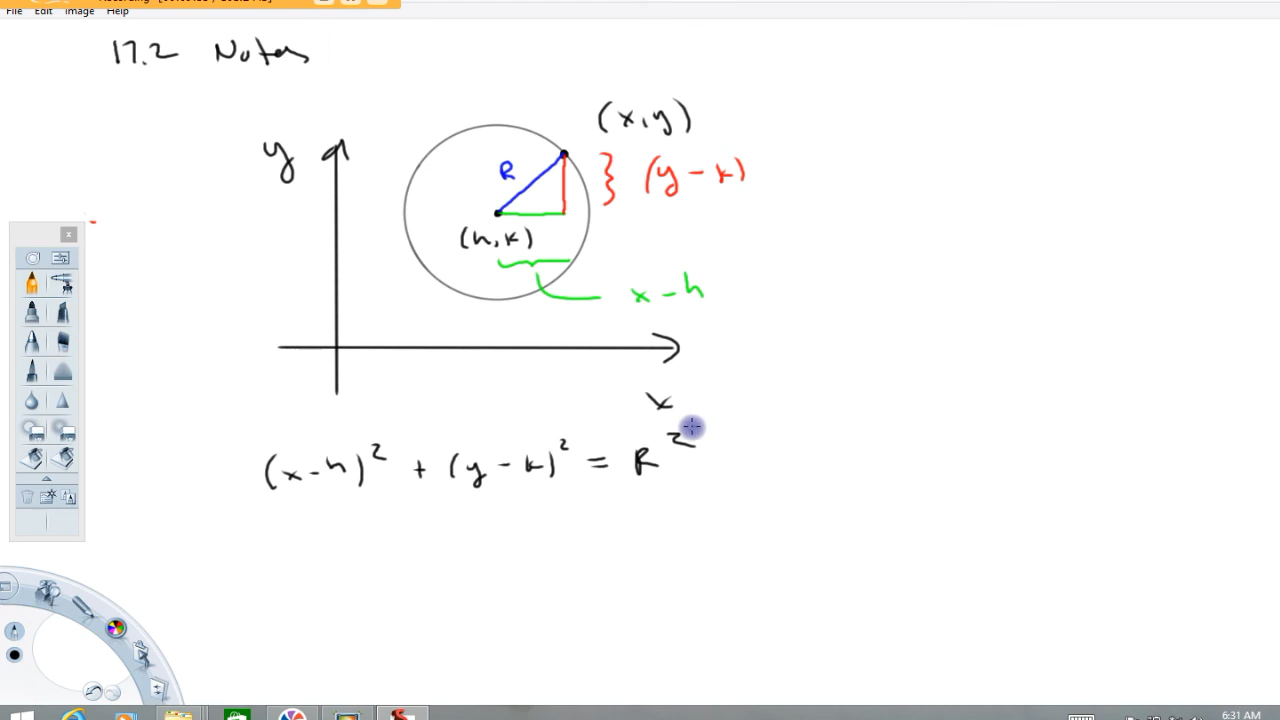 File Edit Image Help
17.2 Notes
(x,y)
y
R
} (y-k)
(h,k)
x-h
x
(x-h)² + (y-k)² = R²
6:31 AM